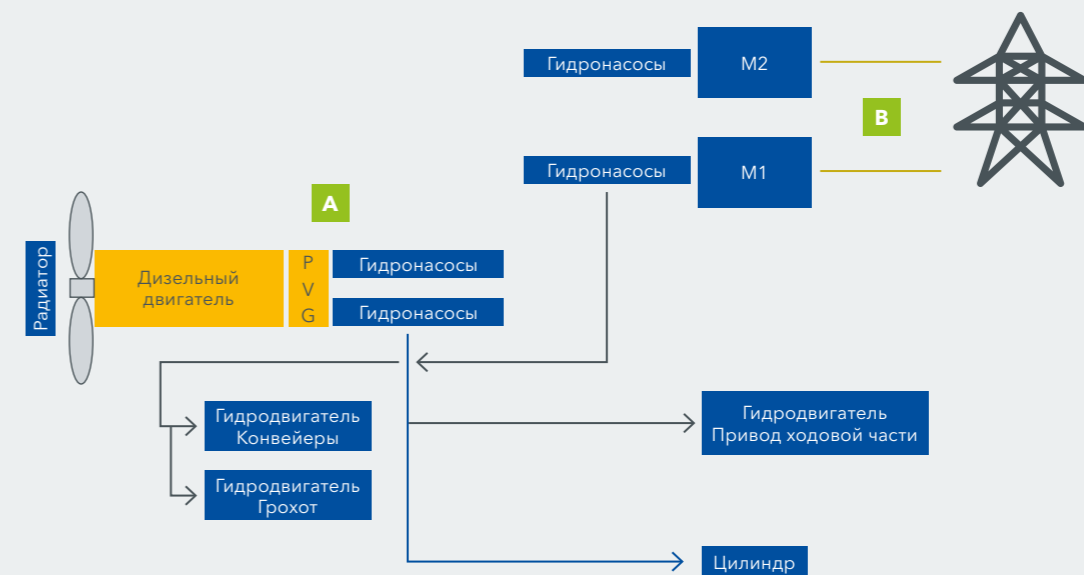 Гидронасосы
M2
B
Гидронасосы
M1
A
Радиатор
Дизельный
двигатель
P
V
G
Гидронасосы
Гидронасосы
Гидродвигатель
Конвейеры
Гидродвигатель
Привод ходовой части
Гидродвигатель
Грохот
Цилиндр